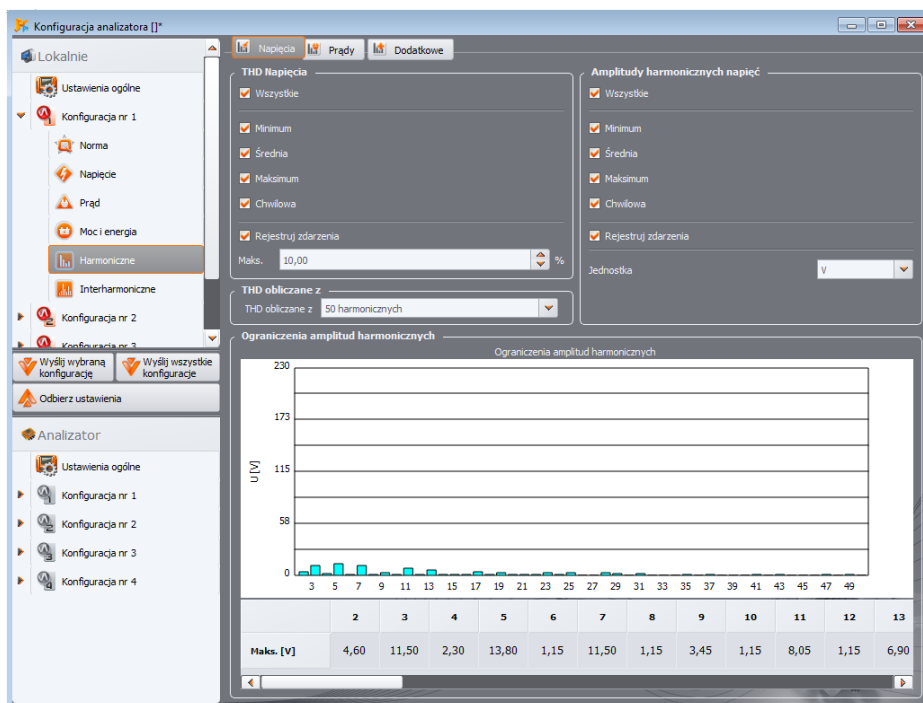 Konfiguracja analizatora []*
Lokalnie
Ustawienia ogólne
Konfiguracja nr 1
Norma
Napięcie
Prąd
Moc i energia
Harmoniczne
Interharmoniczne
Konfiguracja nr 2
Konfiguracja nr 3
Wyślij wybraną konfigurację
Wyślij wszystkie konfiguracje
Odbierz ustawienia
Analizator
Ustawienia ogólne
Konfiguracja nr 1
Konfiguracja nr 2
Konfiguracja nr 3
Konfiguracja nr 4
Napięcia Prądy Dodatkowe
THD Napięcia
Wszystkie
Minimum
Średnia
Maksimum
Chwilowa
Rejestruj zdarzenia
Maks. 10,00 %
THD obliczane z
THD obliczane z 50 harmonicznych
Amplitudy harmonicznych napięć
Wszystkie
Minimum
Średnia
Maksimum
Chwilowa
Rejestruj zdarzenia
Jednostka V
Ograniczenia amplitud harmonicznych
Ograniczenia amplitud harmonicznych
230
173
115
58
0
U [V]
3 5 7 9 11 13 15 17 19 21 23 25 27 29 31 33 35 37 39 41 43 45 47 49
2 3 4 5 6 7 8 9 10 11 12 13
Maks. [V] 4,60 11,50 2,30 13,80 1,15 11,50 1,15 3,45 1,15 8,05 1,15 6,90